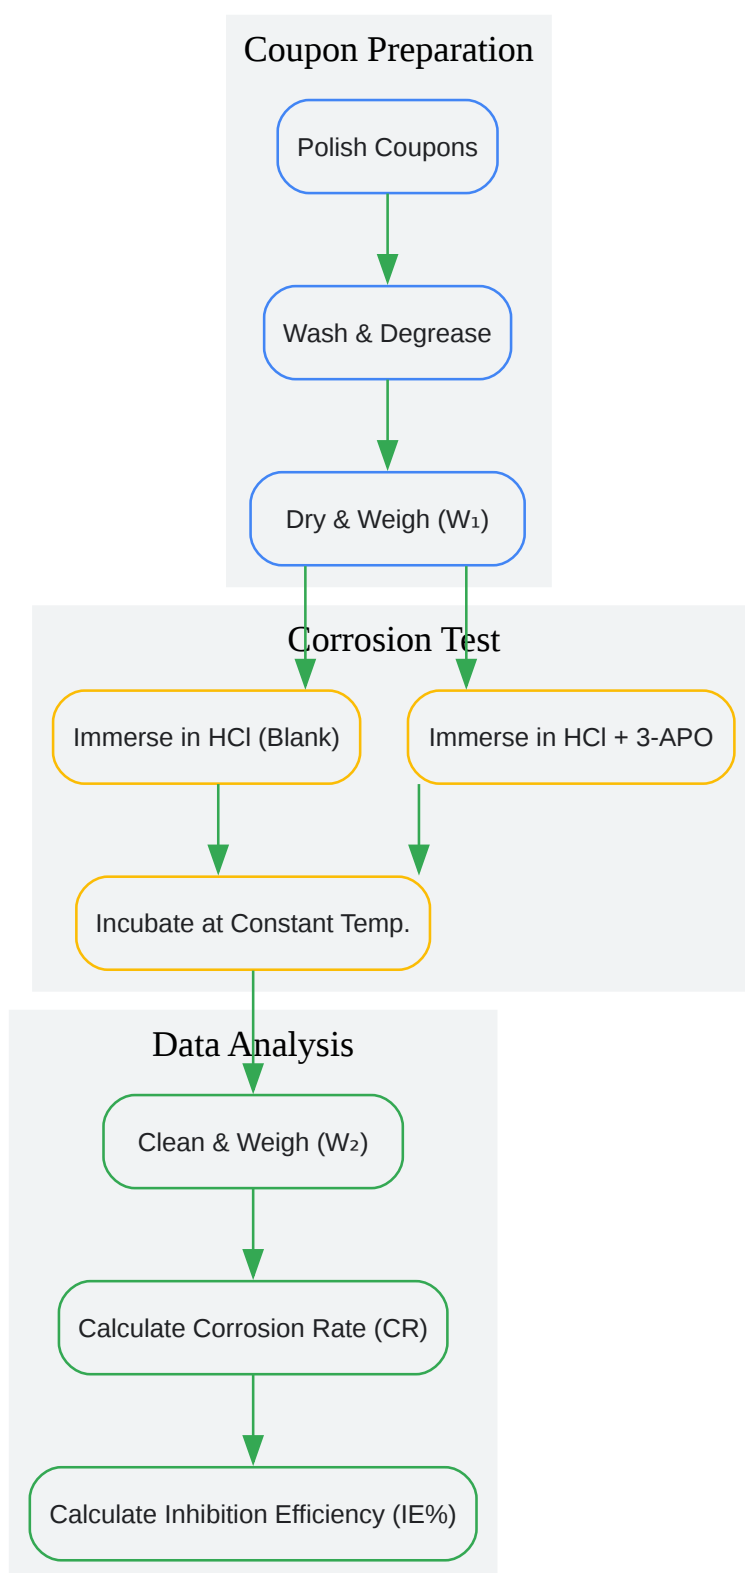 Coupon Preparation
Polish Coupons
Wash & Degrease
Dry & Weigh (W₁)
Corrosion Test
Immerse in HCl (Blank)
Immerse in HCl + 3-APO
Incubate at Constant Temp.
Data Analysis
Clean & Weigh (W₂)
Calculate Corrosion Rate (CR)
Calculate Inhibition Efficiency (IE%)